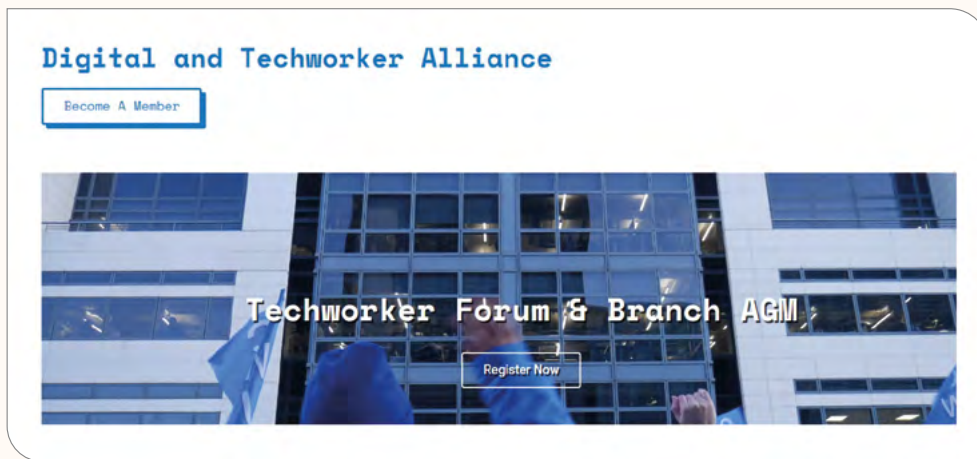 Digital and Techworker Alliance
Become A Member
Techworker Forum & Branch AGM
Register Now